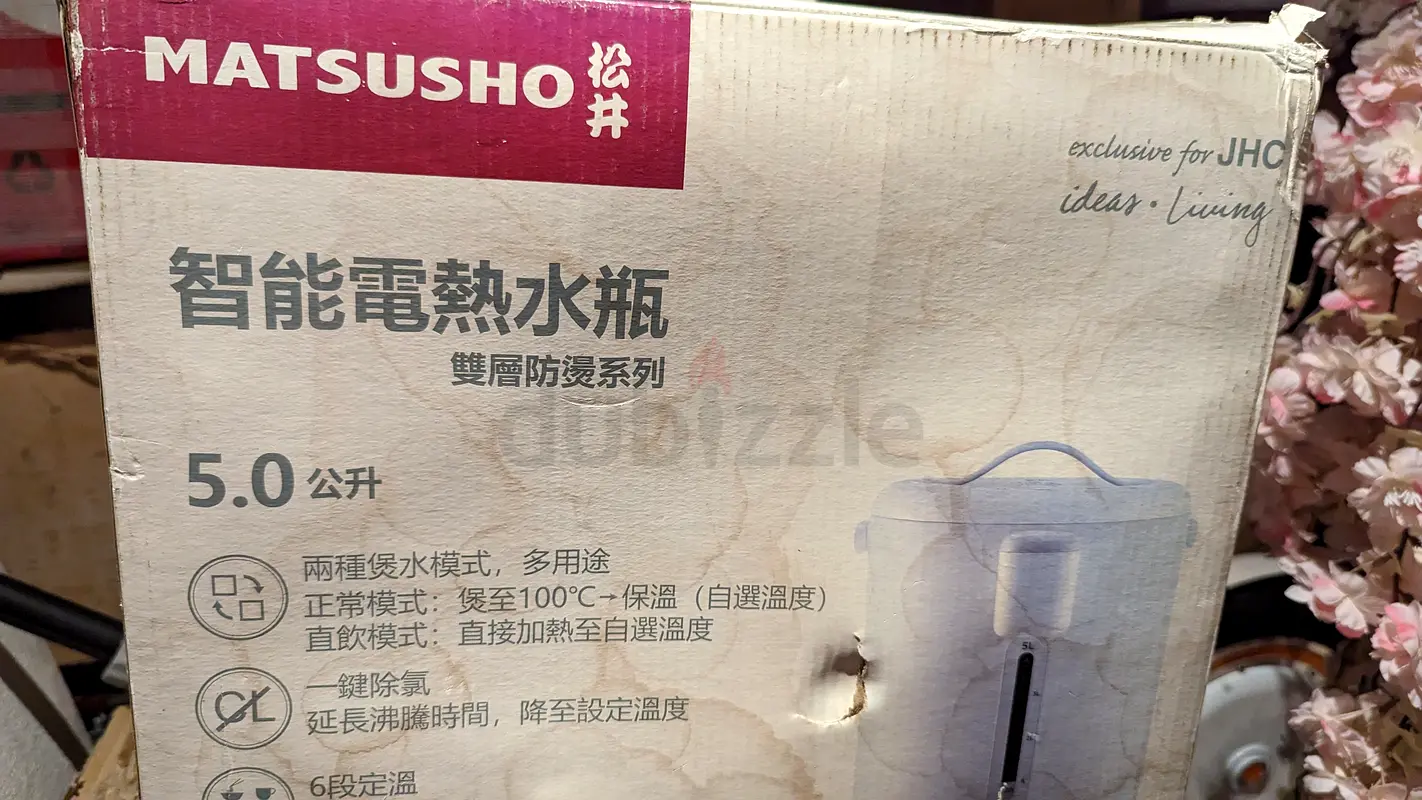 MATSUSHO 松井
exclusive for JHC
ideas · Living
智能電熱水瓶
雙層防燙系列
dubizzle
5.0 公升
兩種煲水模式，多用途
正常模式：煲至100℃→保溫（自選溫度）
直飲模式：直接加熱至自選溫度
CL
一鍵除氯
延長沸騰時間，降至設定溫度
6段定溫
5L